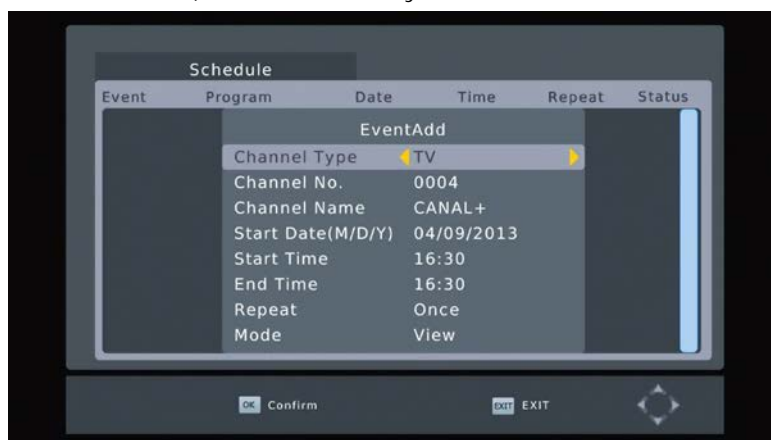 Schedule
Event Program Date Time Repeat Status
EventAdd
Channel Type TV
Channel No. 0004
Channel Name CANAL+
Start Date(M/D/Y) 04/09/2013
Start Time 16:30
End Time 16:30
Repeat Once
Mode View
OK Confirm EXIT EXIT